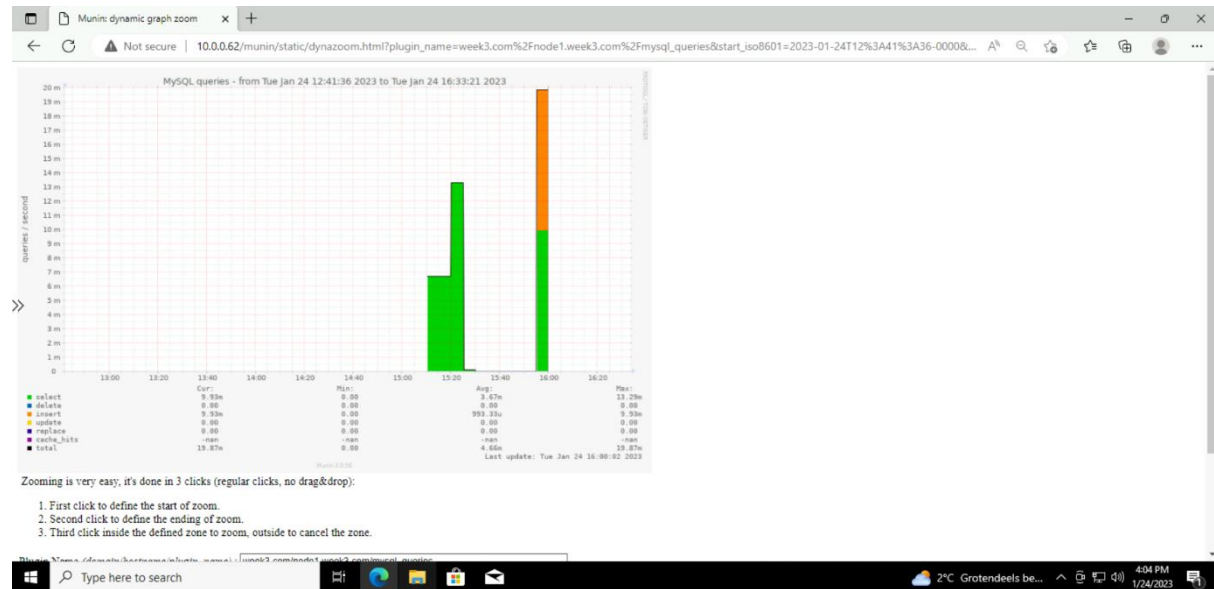 Munin: dynamic graph zoom
Not secure | 10.0.0.62/munin/static/dynazoom.html?plugin_name=week3.com%2Fnode1.week3.com%2Fmysql_queries&start_iso8601=2023-01-24T12%3A41%3A36-0000&...
MySQL queries - from Tue Jan 24 12:41:36 2023 to Tue Jan 24 16:33:21 2023
queries / second
20 m
19 m
18 m
17 m
16 m
15 m
14 m
13 m
12 m
11 m
10 m
9 m
8 m
7 m
6 m
5 m
4 m
3 m
2 m
1 m
0
13:00 13:20 13:40 14:00 14:20 14:40 15:00 15:20 15:40 16:00 16:20
Cur: Min: Avg: Max:
select 9.93m 0.00 3.67m 13.29m
delete 0.00 0.00 0.00 0.00
insert 9.93m 0.00 993.33u 9.93m
update 0.00 0.00 0.00 0.00
replace 0.00 0.00 0.00 0.00
cache_hits -nan -nan -nan -nan
total 19.87m 0.00 4.66m 19.87m
Last update: Tue Jan 24 16:00:02 2023
Zooming is very easy, it's done in 3 clicks (regular clicks, no drag&drop):
1. First click to define the start of zoom.
2. Second click to define the ending of zoom.
3. Third click inside the defined zone to zoom, outside to cancel the zone.
Plugin Name (domain/hostname/plugin_name) : week3.com/node1.week3.com/mysql_queries
Type here to search
2°C Grotendeels be...
4:04 PM
1/24/2023